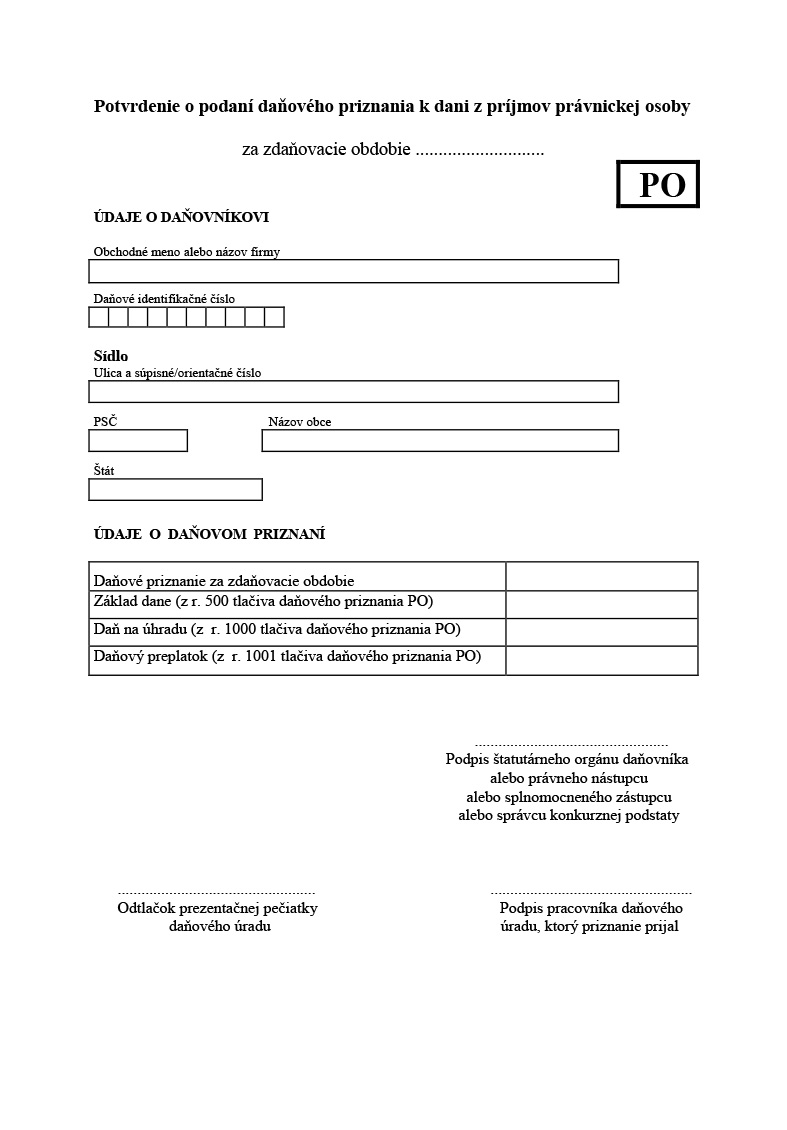 Potvrdenie o podaní daňového priznania k dani z príjmov právnickej osoby
za zdaňovacie obdobie ............................
PO
ÚDAJE O DAŇOVNÍKOVI
Obchodné meno alebo názov firmy
Daňové identifikačné číslo
Sídlo
Ulica a súpisné/orientačné číslo
PSČ
Názov obce
Štát
ÚDAJE O DAŇOVOM PRIZNANÍ
Daňové priznanie za zdaňovacie obdobie
Základ dane (z r. 500 tlačiva daňového priznania PO)
Daň na úhradu (z r. 1000 tlačiva daňového priznania PO)
Daňový preplatok (z r. 1001 tlačiva daňového priznania PO)
..................................................
Podpis štatutárneho orgánu daňovníka
alebo právneho nástupcu
alebo splnomocneného zástupcu
alebo správcu konkurznej podstaty
................................................... ....................................................
Odtlačok prezentačnej pečiatky
daňového úradu
Podpis pracovníka daňového
úradu, ktorý priznanie prijal